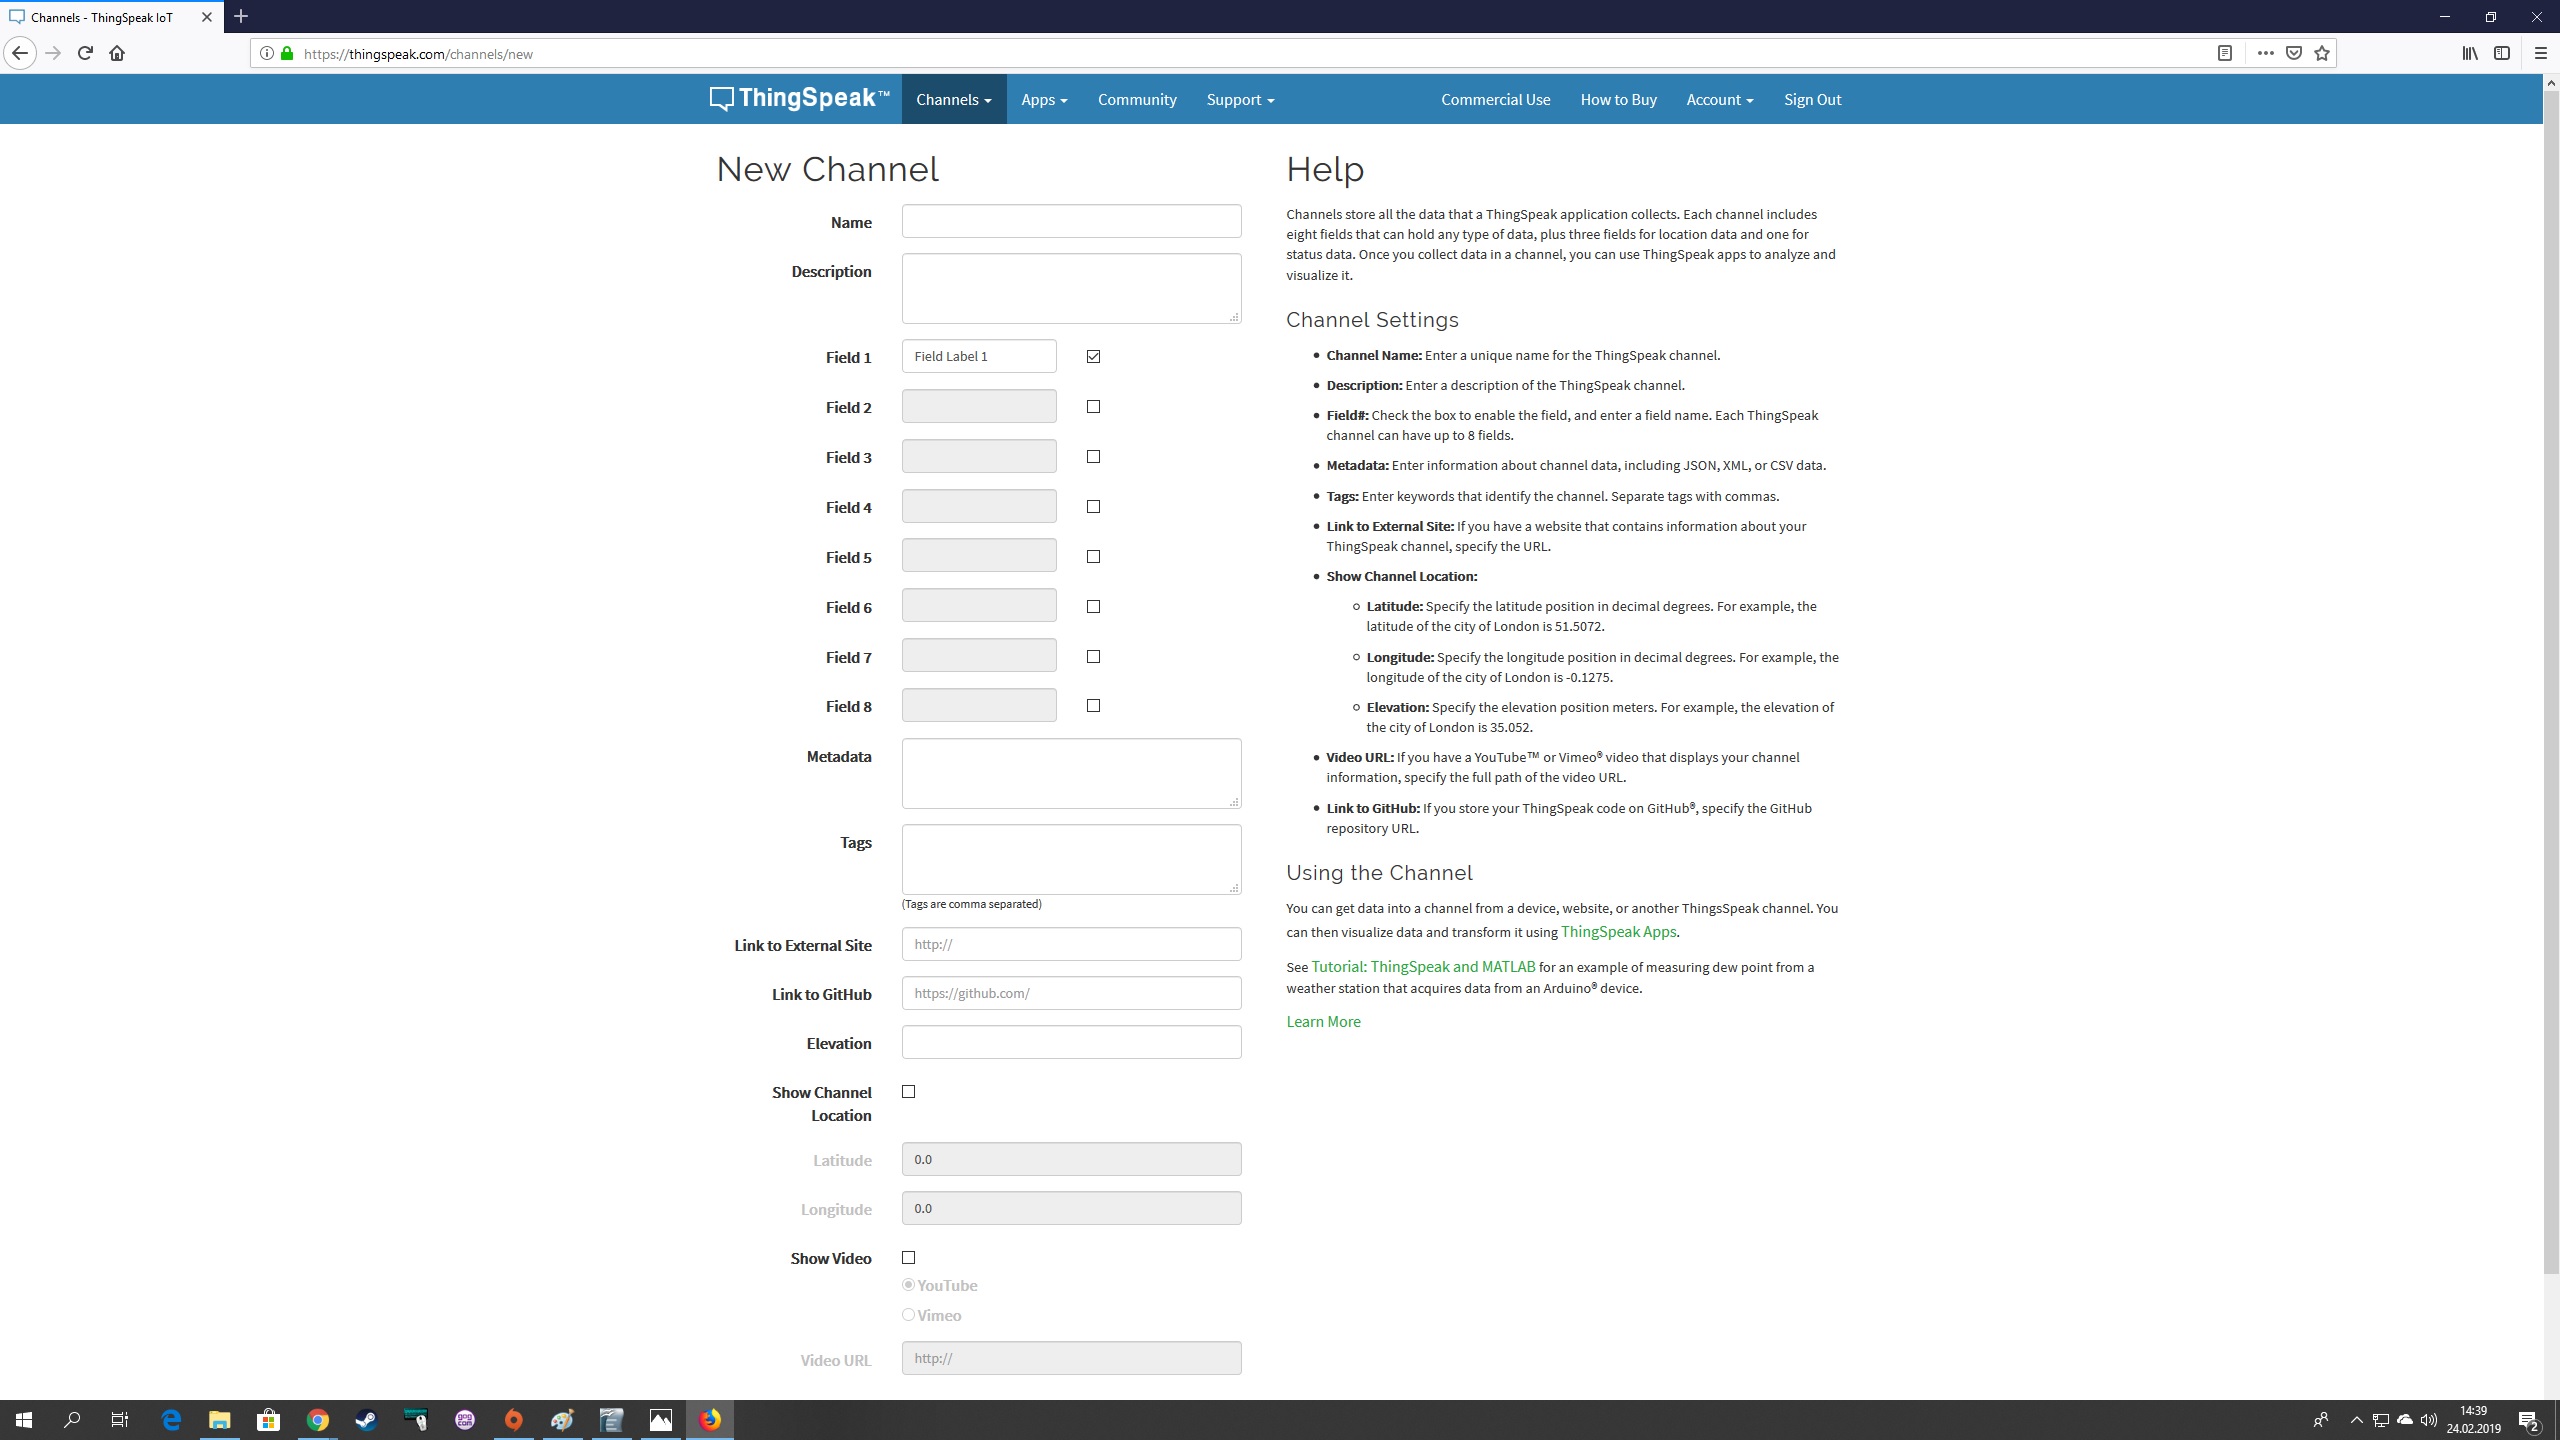 Channels - ThingSpeak IoT
https://thingspeak.com/channels/new
ThingSpeak™ Channels Apps Community Support Commercial Use How to Buy Account Sign Out
New Channel
Name
Description
Field 1 Field Label 1
Field 2
Field 3
Field 4
Field 5
Field 6
Field 7
Field 8
Metadata
Tags
(Tags are comma separated)
Link to External Site http://
Link to GitHub https://github.com/
Elevation
Show Channel
Location
Latitude 0.0
Longitude 0.0
Show Video
YouTube
Vimeo
Video URL http://
Help
Channels store all the data that a ThingSpeak application collects. Each channel includes
eight fields that can hold any type of data, plus three fields for location data and one for
status data. Once you collect data in a channel, you can use ThingSpeak apps to analyze and
visualize it.
Channel Settings
• Channel Name: Enter a unique name for the ThingSpeak channel.
• Description: Enter a description of the ThingSpeak channel.
• Field#: Check the box to enable the field, and enter a field name. Each ThingSpeak
channel can have up to 8 fields.
• Metadata: Enter information about channel data, including JSON, XML, or CSV data.
• Tags: Enter keywords that identify the channel. Separate tags with commas.
• Link to External Site: If you have a website that contains information about your
ThingSpeak channel, specify the URL.
• Show Channel Location:
○ Latitude: Specify the latitude position in decimal degrees. For example, the
latitude of the city of London is 51.5072.
○ Longitude: Specify the longitude position in decimal degrees. For example, the
longitude of the city of London is -0.1275.
○ Elevation: Specify the elevation position meters. For example, the elevation of
the city of London is 35.052.
• Video URL: If you have a YouTube™ or Vimeo® video that displays your channel
information, specify the full path of the video URL.
• Link to GitHub: If you store your ThingSpeak code on GitHub®, specify the GitHub
repository URL.
Using the Channel
You can get data into a channel from a device, website, or another ThingsSpeak channel. You
can then visualize data and transform it using ThingSpeak Apps.
See Tutorial: ThingSpeak and MATLAB for an example of measuring dew point from a
weather station that acquires data from an Arduino® device.
Learn More
gog
com
14:39
24.02.2019
2